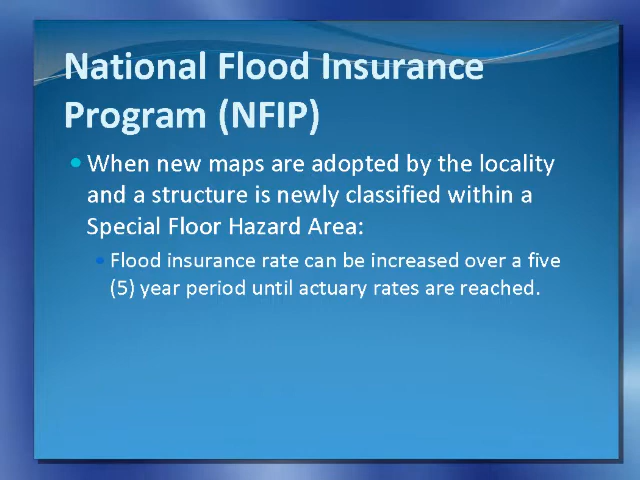 National Flood Insurance
Program (NFIP)
When new maps are adopted by the locality
and a structure is newly classified within a
Special Floor Hazard Area:
Flood insurance rate can be increased over a five
(5) year period until actuary rates are reached.